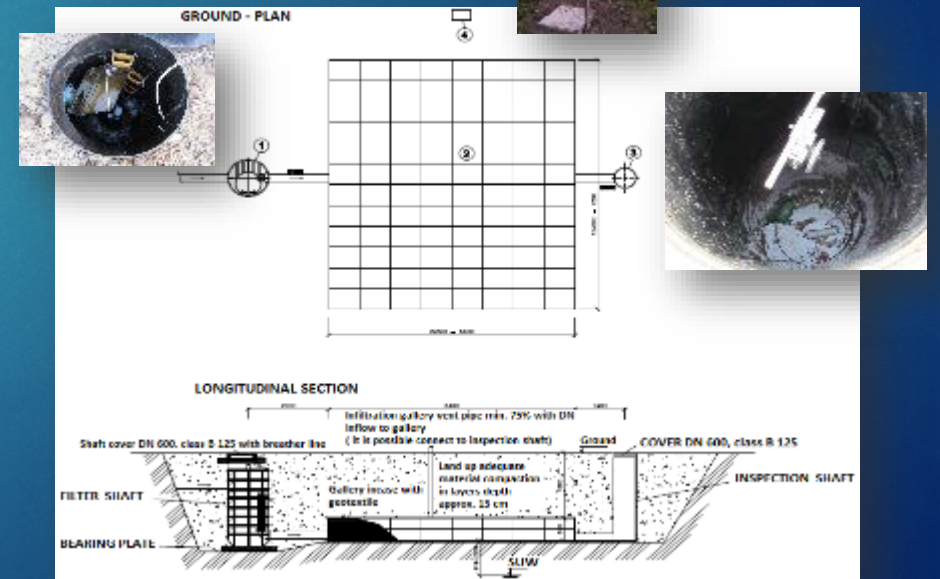 GROUND - PLAN
4
1
2
3
LONGITUDINAL SECTION
Infiltration gallery vent pipe min. 75% with DN
inflow to gallery
( it is possible connect to inspection shaft)
Shaft cover DN 600, class B 125 with breather line
Ground
COVER DN 600, class B 125
Land up adequate
material compaction
in layers depth
approx. 15 cm
Gallery incase with
geotextile
FILTER SHAFT
INSPECTION SHAFT
BEARING PLATE